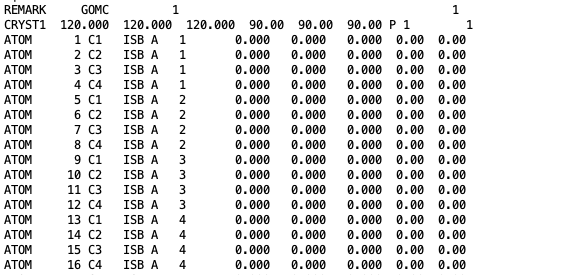 REMARK     GOMC         1                                       1
CRYST1  120.000  120.000  120.000  90.00  90.00  90.00 P 1        1
ATOM      1 C1   ISB A   1       0.000   0.000   0.000  0.00  0.00
ATOM      2 C2   ISB A   1       0.000   0.000   0.000  0.00  0.00
ATOM      3 C3   ISB A   1       0.000   0.000   0.000  0.00  0.00
ATOM      4 C4   ISB A   1       0.000   0.000   0.000  0.00  0.00
ATOM      5 C1   ISB A   2       0.000   0.000   0.000  0.00  0.00
ATOM      6 C2   ISB A   2       0.000   0.000   0.000  0.00  0.00
ATOM      7 C3   ISB A   2       0.000   0.000   0.000  0.00  0.00
ATOM      8 C4   ISB A   2       0.000   0.000   0.000  0.00  0.00
ATOM      9 C1   ISB A   3       0.000   0.000   0.000  0.00  0.00
ATOM     10 C2   ISB A   3       0.000   0.000   0.000  0.00  0.00
ATOM     11 C3   ISB A   3       0.000   0.000   0.000  0.00  0.00
ATOM     12 C4   ISB A   3       0.000   0.000   0.000  0.00  0.00
ATOM     13 C1   ISB A   4       0.000   0.000   0.000  0.00  0.00
ATOM     14 C2   ISB A   4       0.000   0.000   0.000  0.00  0.00
ATOM     15 C3   ISB A   4       0.000   0.000   0.000  0.00  0.00
ATOM     16 C4   ISB A   4       0.000   0.000   0.000  0.00  0.00